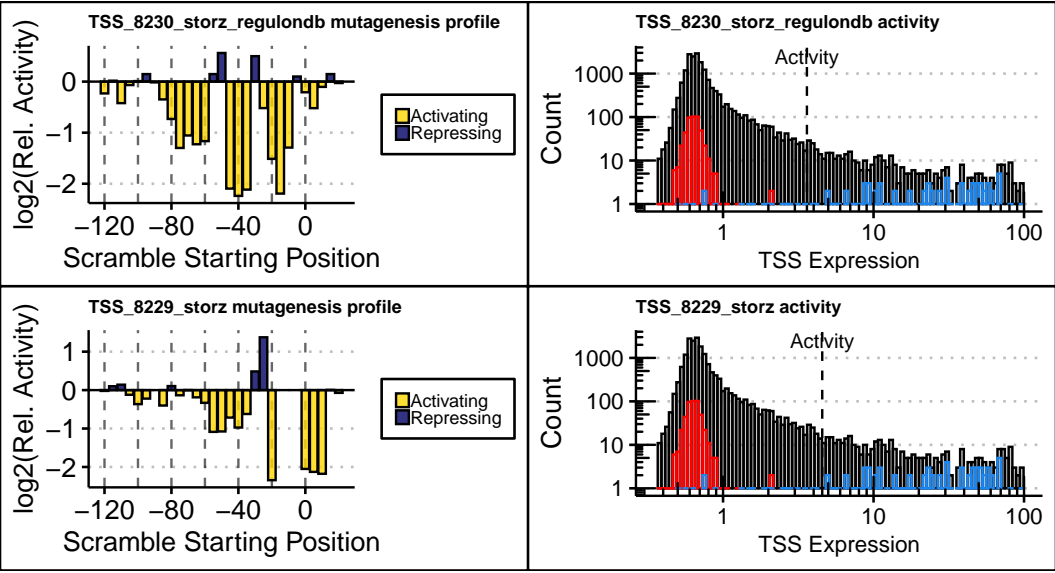 TSS_8230_storz_regulondb mutagenesis profile
log2(Rel. Activity)
0
−1
−2
−120
−80
−40
0
Scramble Starting Position
Activating
Repressing
TSS_8230_storz_regulondb activity
Activity
Count
1000
100
10
1
1
10
100
TSS Expression
TSS_8229_storz mutagenesis profile
log2(Rel. Activity)
1
0
−1
−2
−120
−80
−40
0
Scramble Starting Position
Activating
Repressing
TSS_8229_storz activity
Activity
Count
1000
100
10
1
1
10
100
TSS Expression